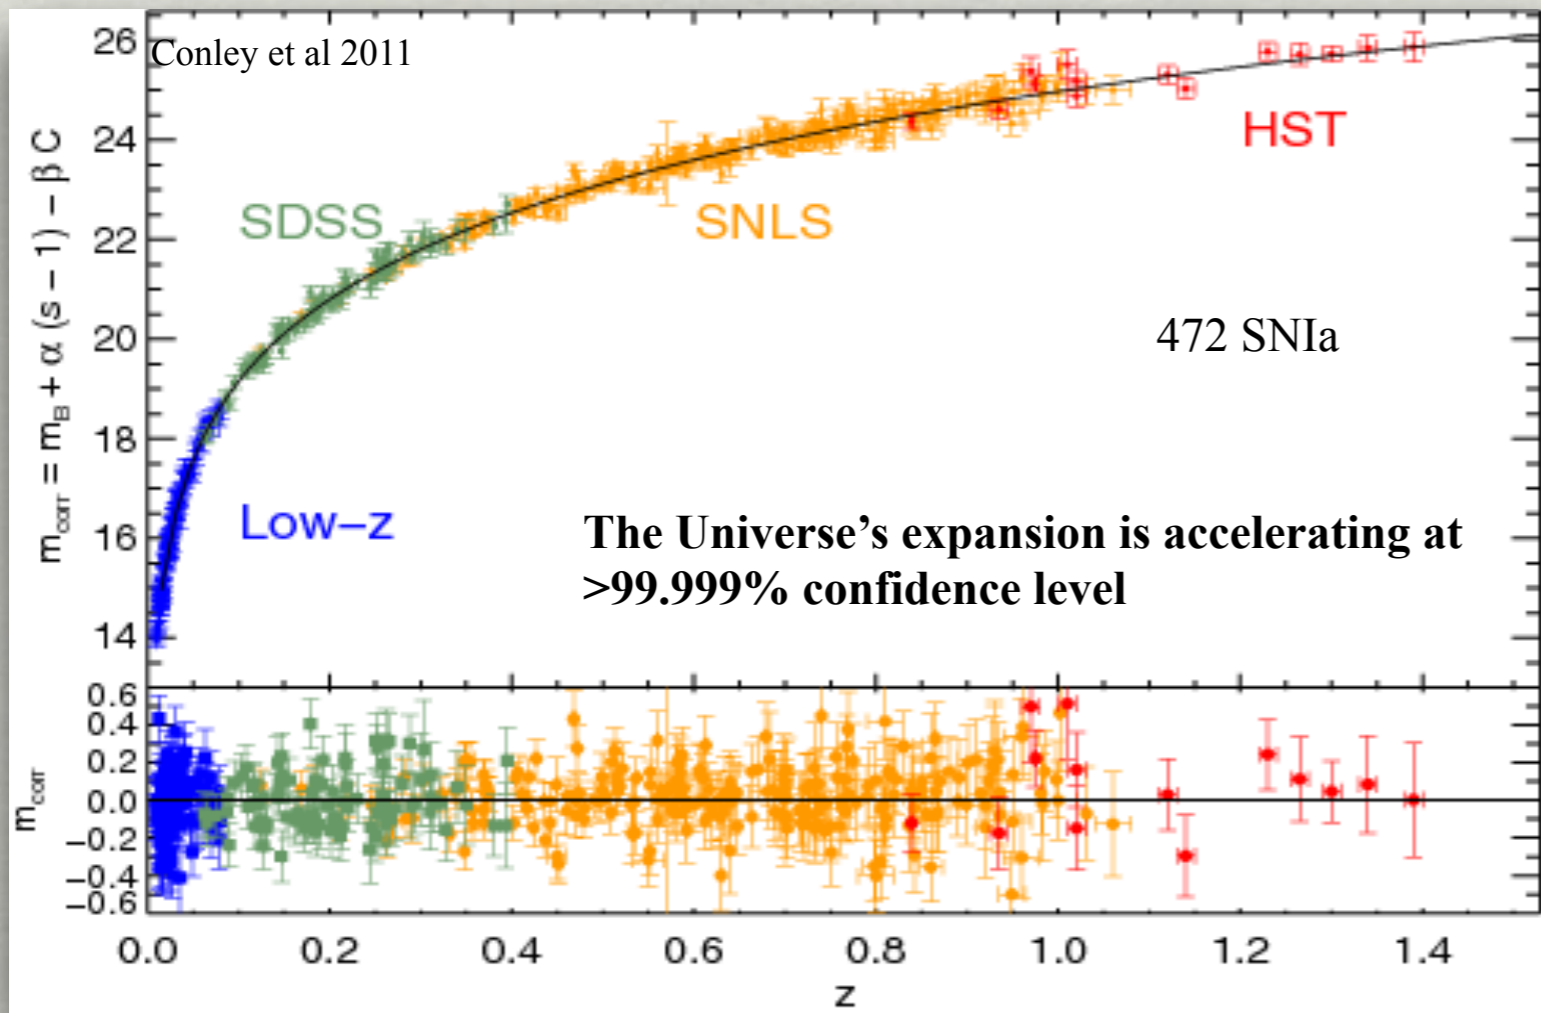 Conley et al 2011
26
24
22
20
18
16
14
m_corr = m_B + α (s − 1) − β C
SDSS
SNLS
HST
472 SNIa
Low−z
The Universe’s expansion is accelerating at
>99.999% confidence level
0.6
0.4
0.2
0.0
−0.2
−0.4
−0.6
m_corr
0.0 0.2 0.4 0.6 0.8 1.0 1.2 1.4
z